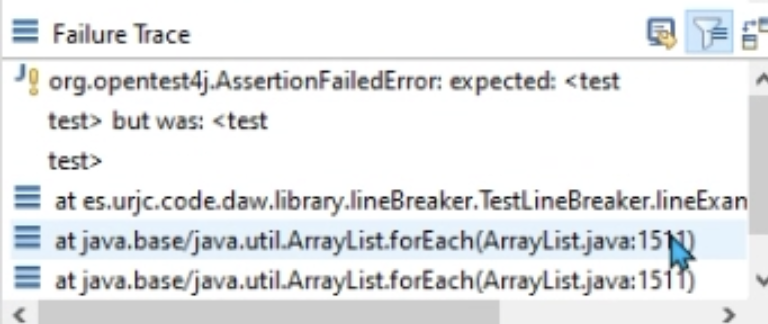 Failure Trace
org.opentest4j.AssertionFailedError: expected: <test
test> but was: <test
test>
at es.urjc.code.daw.library.lineBreaker.TestLineBreaker.lineExan
at java.base/java.util.ArrayList.forEach(ArrayList.java:1511)
at java.base/java.util.ArrayList.forEach(ArrayList.java:1511)